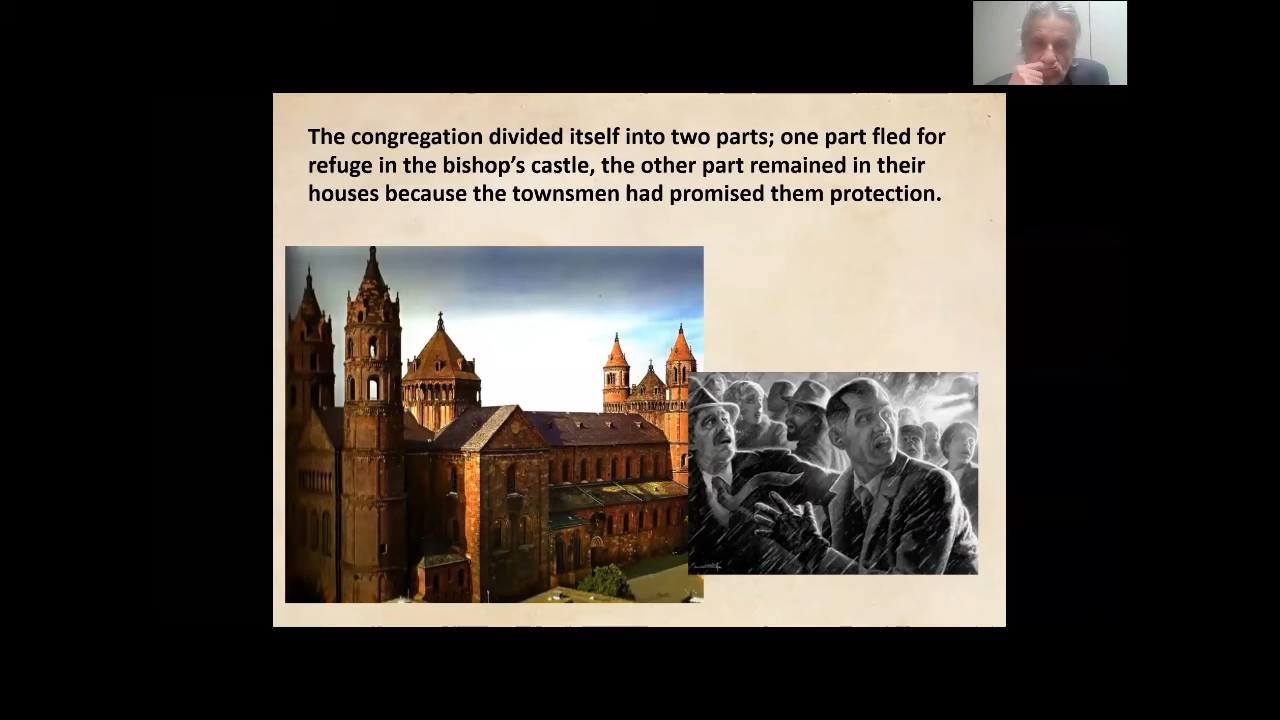 The congregation divided itself into two parts; one part fled for
refuge in the bishop’s castle, the other part remained in their
houses because the townsmen had promised them protection.